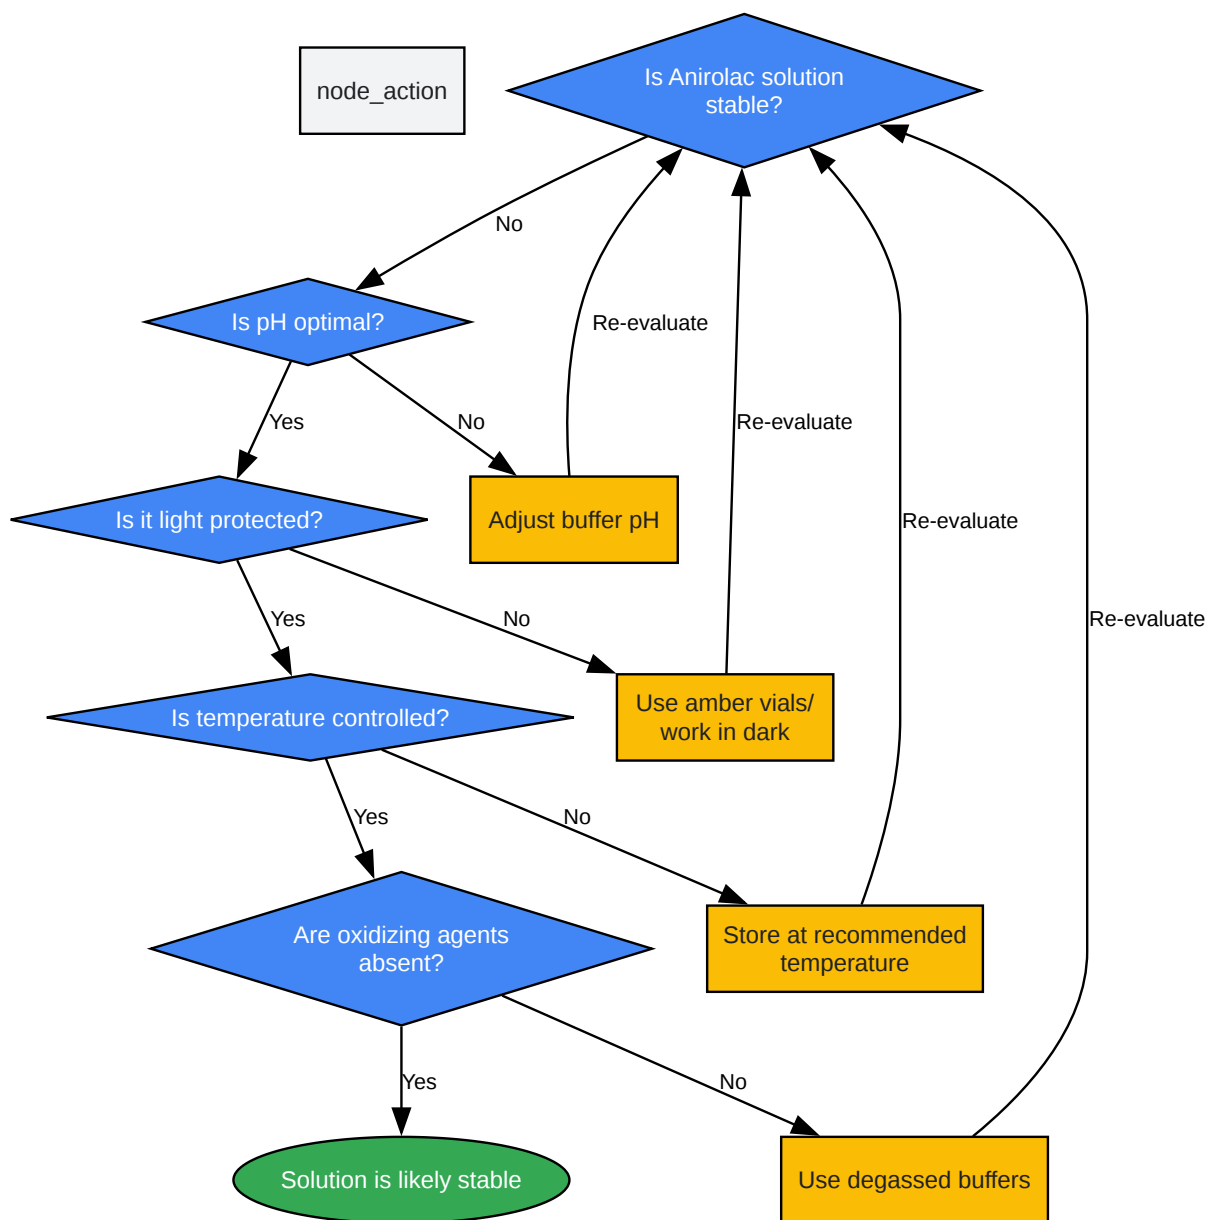 node_action
Is Anirolac solution
stable?
No
Is pH optimal?
Re-evaluate
Yes
No
Re-evaluate
Is it light protected?
Adjust buffer pH
Re-evaluate
Yes
No
Re-evaluate
Is temperature controlled?
Use amber vials/
work in dark
Yes
No
Are oxidizing agents
absent?
Store at recommended
temperature
Yes
No
Solution is likely stable
Use degassed buffers